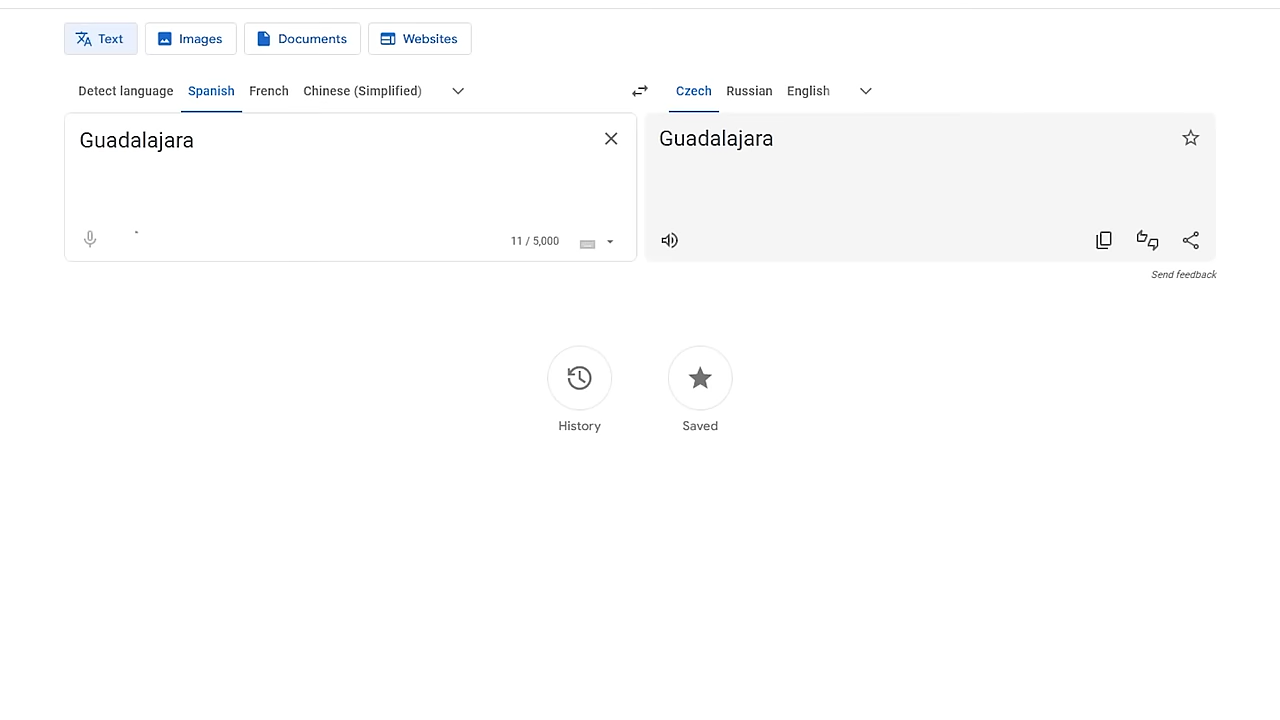 Text Images Documents Websites
Detect language Spanish French Chinese (Simplified) Czech Russian English
Guadalajara Guadalajara
11 / 5,000
Send feedback
History Saved